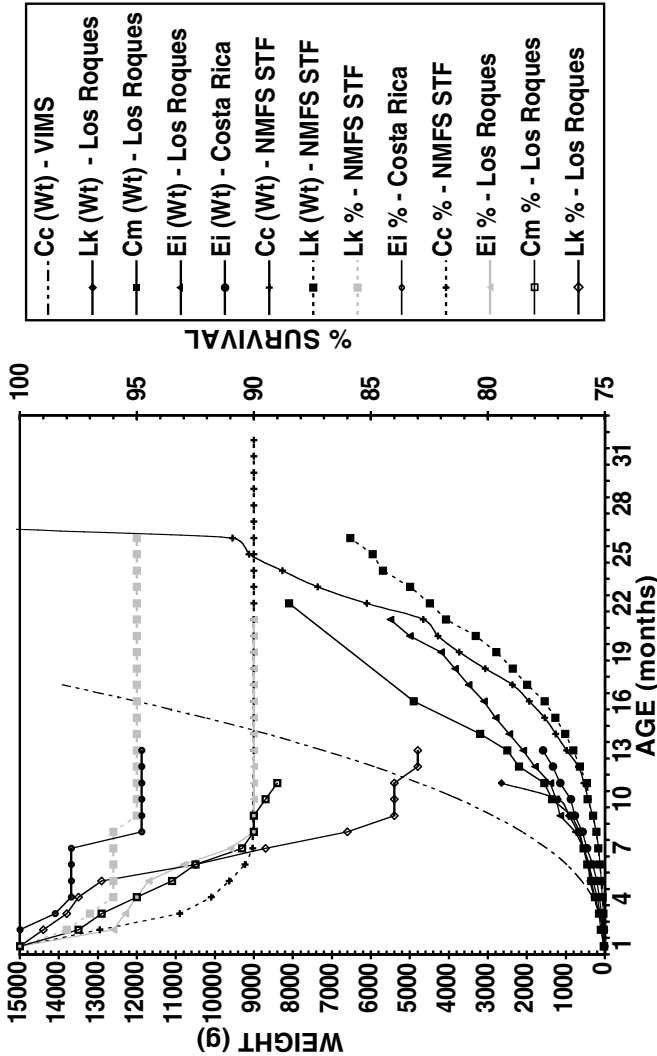 Cc (Wt) - VIMS
Lk (Wt) - Los Roques
Cm (Wt) - Los Roques
Ei (Wt) - Los Roques
Ei (Wt) - Costa Rica
Cc (Wt) - NMFS STF
Lk (Wt) - NMFS STF
Lk % - NMFS STF
Ei % - Costa Rica
Cc % - NMFS STF
Ei % - Los Roques
Cm % - Los Roques
Lk % - Los Roques
% SURVIVAL
100
95
90
85
80
75
WEIGHT (g)
15000
14000
13000
12000
11000
10000
9000
8000
7000
6000
5000
4000
3000
2000
1000
0
1
4
7
10
13
16
19
22
25
28
31
AGE (months)